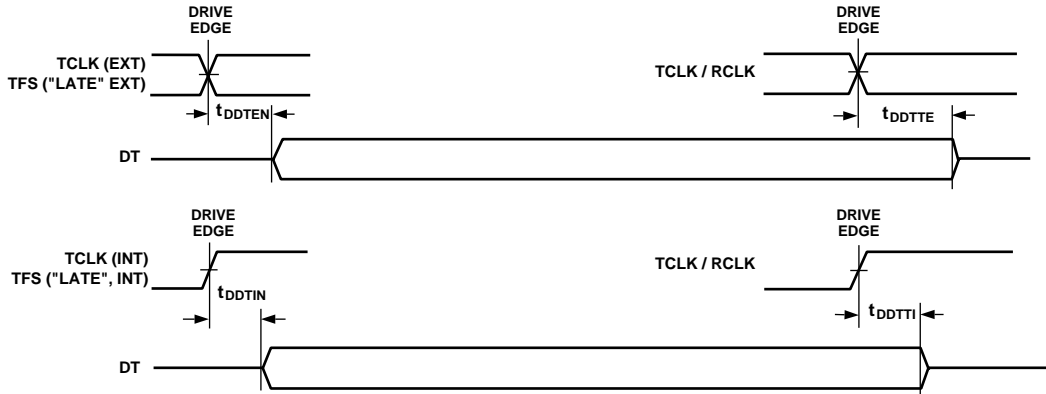 DRIVE
EDGE
DRIVE
EDGE
TCLK (EXT)
TFS ("LATE" EXT)
TCLK / RCLK
tDDTEN
tDDTTE
DT
DRIVE
EDGE
DRIVE
EDGE
TCLK (INT)
TFS ("LATE", INT)
TCLK / RCLK
tDDTIN
tDDTTI
DT